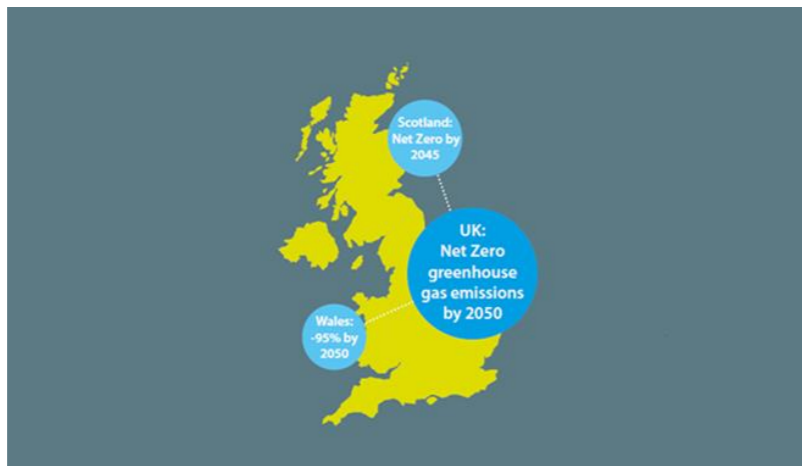 Scotland:
Net Zero by
2045
UK:
Net Zero
greenhouse
gas emissions
by 2050
Wales:
-95% by
2050